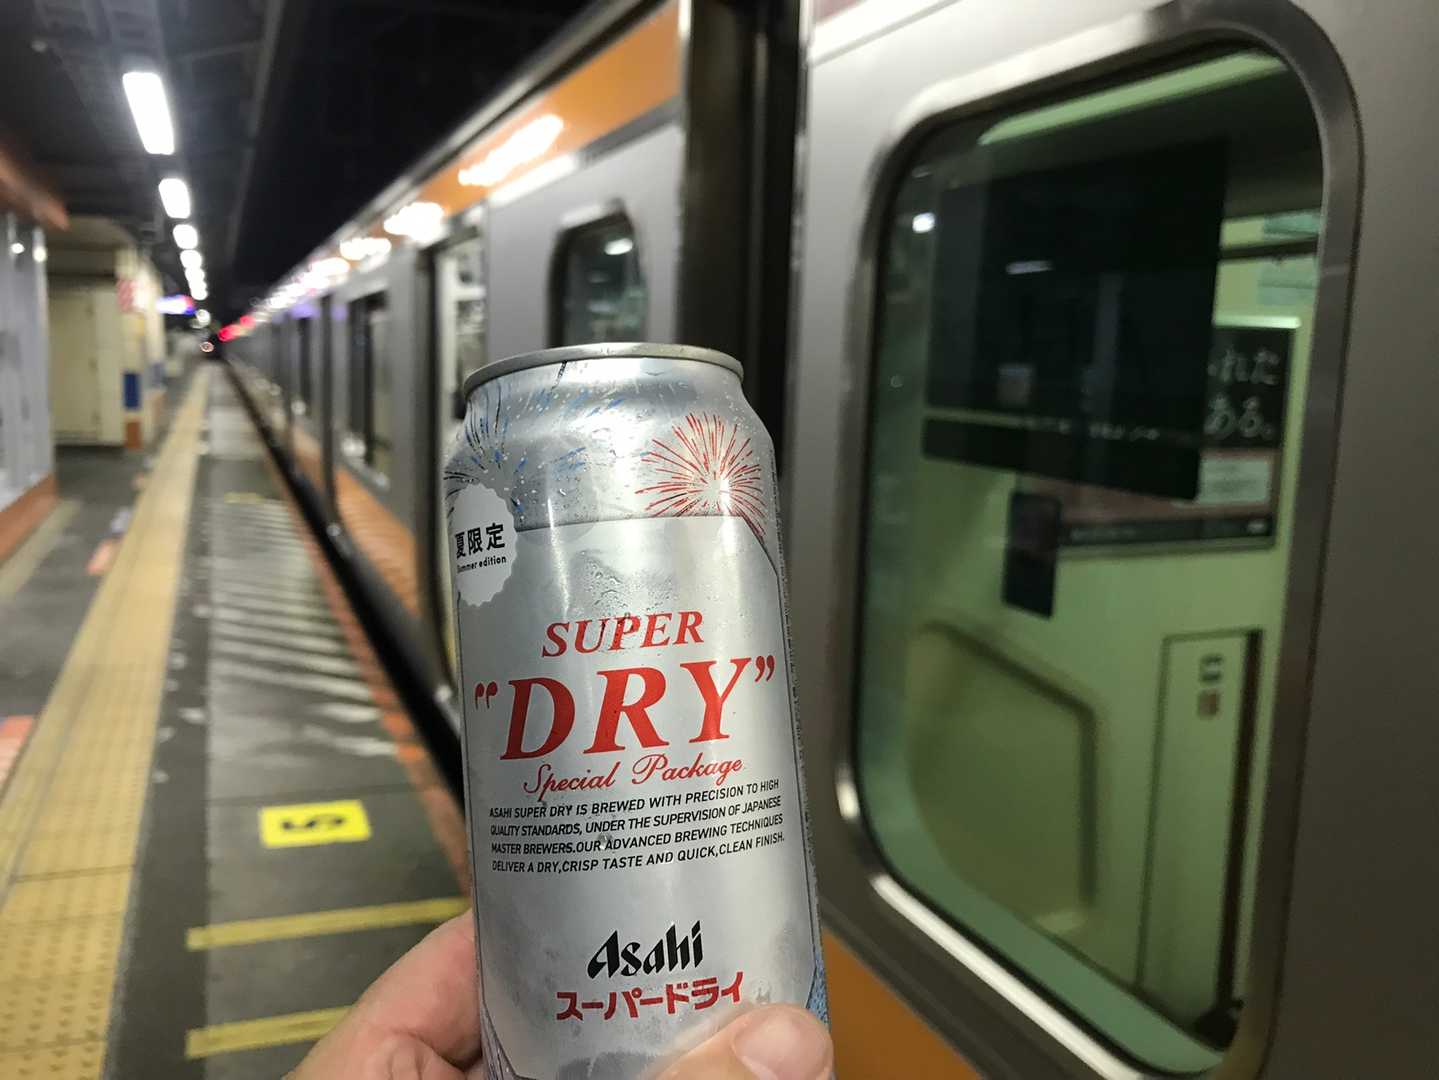 夏限定
Summer edition
SUPER
“DRY”
Special Package
ASAHI SUPER DRY IS BREWED WITH PRECISION TO HIGH
QUALITY STANDARDS, UNDER THE SUPERVISION OF JAPANESE
MASTER BREWERS.OUR ADVANCED BREWING TECHNIQUES
DELIVER A DRY,CRISP TASTE AND QUICK,CLEAN FINISH.
Asahi
スーパードライ
5
れた
ある。